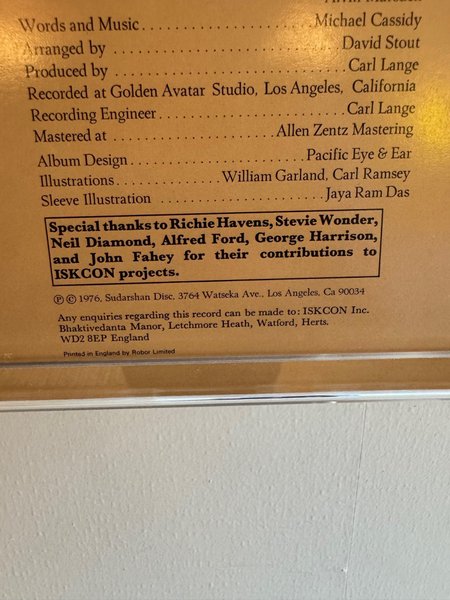 Words and Music . . . . . . . . . . . . . . . . . . . . . . Michael Cassidy
Arranged by . . . . . . . . . . . . . . . . . . . . . . . . . . . . . David Stout
Produced by . . . . . . . . . . . . . . . . . . . . . . . . . . . . . . Carl Lange
Recorded at Golden Avatar Studio, Los Angeles, California
Recording Engineer . . . . . . . . . . . . . . . . . . . . . . . Carl Lange
Mastered at . . . . . . . . . . . . . . . . . . . . Allen Zentz Mastering
Album Design . . . . . . . . . . . . . . . . . . . . Pacific Eye & Ear
Illustrations . . . . . . . . . . . . William Garland, Carl Ramsey
Sleeve Illustration . . . . . . . . . . . . . . . . . . . Jaya Ram Das
Special thanks to Richie Havens, Stevie Wonder,
Neil Diamond, Alfred Ford, George Harrison,
and John Fahey for their contributions to
ISKCON projects.
℗ © 1976, Sudarshan Disc, 3764 Watseka Ave., Los Angeles, Ca 90034
Any enquiries regarding this record can be made to: ISKCON Inc.
Bhaktivedanta Manor, Letchmore Heath, Watford, Herts.
WD2 8EP England
Printed in England by Robor Limited